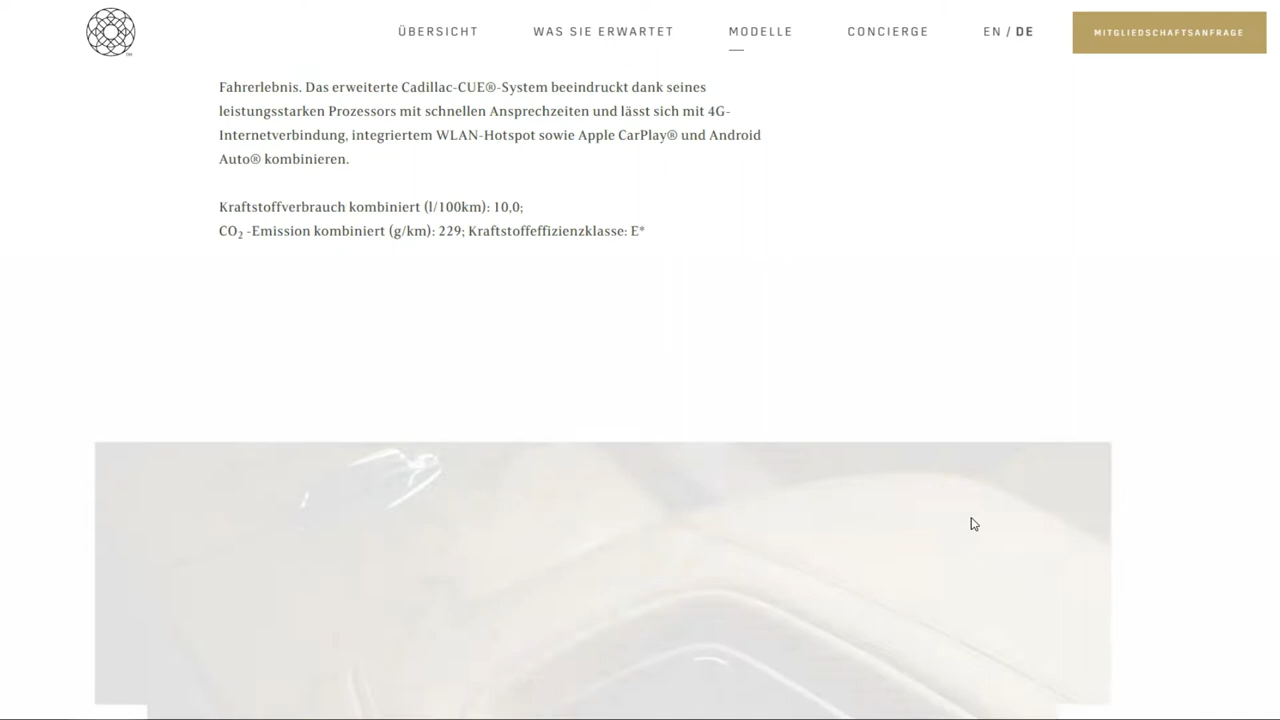 ÜBERSICHT WAS SIE ERWARTET MODELLE CONCIERGE EN / DE MITGLIEDSCHAFTSANFRAGE
Fahrerlebnis. Das erweiterte Cadillac-CUE®-System beeindruckt dank seines
leistungsstarken Prozessors mit schnellen Ansprechzeiten und lässt sich mit 4G-
Internetverbindung, integriertem WLAN-Hotspot sowie Apple CarPlay® und Android
Auto® kombinieren.
Kraftstoffverbrauch kombiniert (l/100km): 10,0;
CO₂ -Emission kombiniert (g/km): 229; Kraftstoffeffizienzklasse: E*